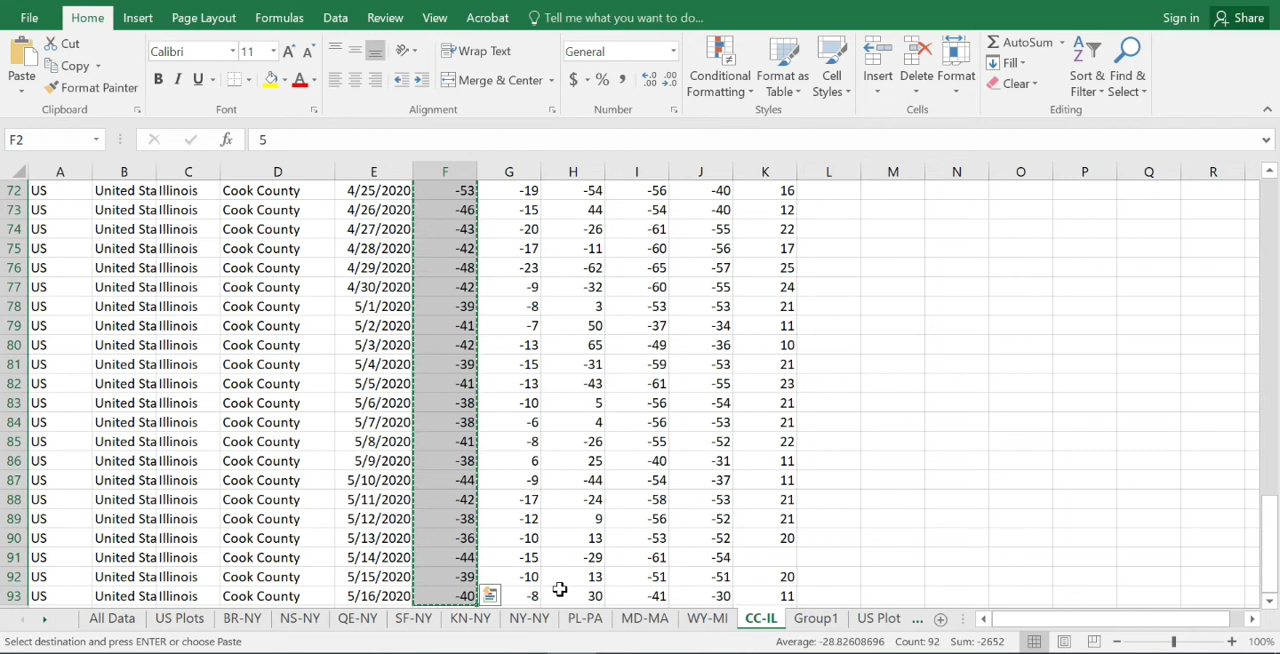 File Home Insert Page Layout Formulas Data Review View Acrobat Tell me what you want to do... Sign in Share
Cut
Copy
Format Painter
Paste
Calibri 11
B I U
Wrap Text
Merge & Center
General
$ % ,
Conditional Formatting
Format as Table
Cell Styles
Insert Delete Format
AutoSum
Fill
Clear
Sort & Filter
Find & Select
Clipboard Font Alignment Number Styles Cells Editing
F2 fx 5
A B C D E F G H I J K L M N O P Q R
72 US United Sta Illinois Cook County 4/25/2020 -53 -19 -54 -56 -40 16
73 US United Sta Illinois Cook County 4/26/2020 -46 -15 44 -54 -40 12
74 US United Sta Illinois Cook County 4/27/2020 -43 -20 -26 -61 -55 22
75 US United Sta Illinois Cook County 4/28/2020 -42 -17 -11 -60 -56 17
76 US United Sta Illinois Cook County 4/29/2020 -48 -23 -62 -65 -57 25
77 US United Sta Illinois Cook County 4/30/2020 -42 -9 -32 -60 -55 24
78 US United Sta Illinois Cook County 5/1/2020 -39 -8 3 -53 -53 21
79 US United Sta Illinois Cook County 5/2/2020 -41 -7 50 -37 -34 11
80 US United Sta Illinois Cook County 5/3/2020 -42 -13 65 -49 -36 10
81 US United Sta Illinois Cook County 5/4/2020 -39 -15 -31 -59 -53 21
82 US United Sta Illinois Cook County 5/5/2020 -41 -13 -43 -61 -55 23
83 US United Sta Illinois Cook County 5/6/2020 -38 -10 5 -56 -54 21
84 US United Sta Illinois Cook County 5/7/2020 -38 -6 4 -56 -53 21
85 US United Sta Illinois Cook County 5/8/2020 -41 -8 -26 -55 -52 22
86 US United Sta Illinois Cook County 5/9/2020 -38 6 25 -40 -31 11
87 US United Sta Illinois Cook County 5/10/2020 -44 -9 -44 -54 -37 11
88 US United Sta Illinois Cook County 5/11/2020 -42 -17 -24 -58 -53 21
89 US United Sta Illinois Cook County 5/12/2020 -38 -12 9 -56 -52 21
90 US United Sta Illinois Cook County 5/13/2020 -36 -10 13 -53 -52 20
91 US United Sta Illinois Cook County 5/14/2020 -44 -15 -29 -61 -54
92 US United Sta Illinois Cook County 5/15/2020 -39 -10 13 -51 -51 20
93 US United Sta Illinois Cook County 5/16/2020 -40 -8 30 -41 -30 11
All Data US Plots BR-NY NS-NY QE-NY SF-NY KN-NY NY-NY PL-PA MD-MA WY-MI CC-IL Group1 US Plot ...
Select destination and press ENTER or choose Paste Average: -28.82608696 Count: 92 Sum: -2652 100%